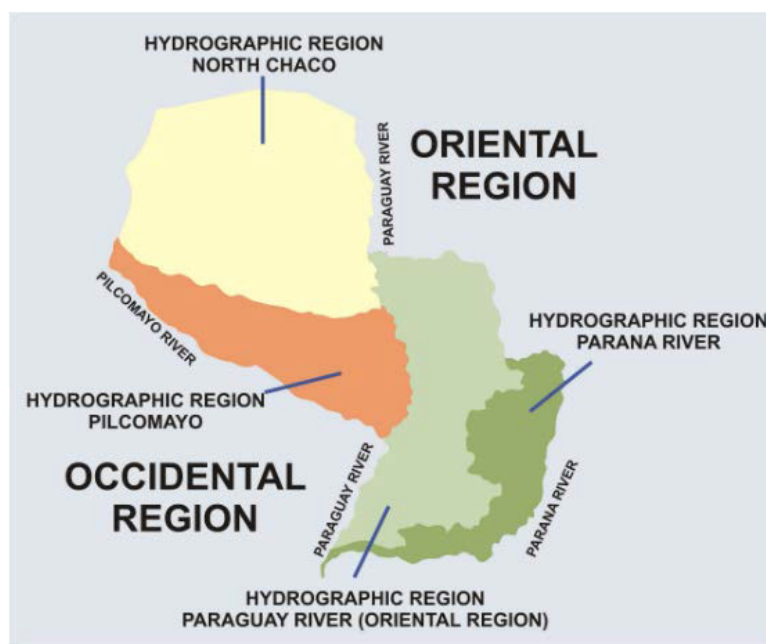 HYDROGRAPHIC REGION
NORTH CHACO
ORIENTAL
REGION
PARAGUAY RIVER
PILCOMAYO RIVER
HYDROGRAPHIC REGION
PARANA RIVER
HYDROGRAPHIC REGION
PILCOMAYO
OCCIDENTAL
REGION
PARAGUAY RIVER
PARANA RIVER
HYDROGRAPHIC REGION
PARAGUAY RIVER (ORIENTAL REGION)